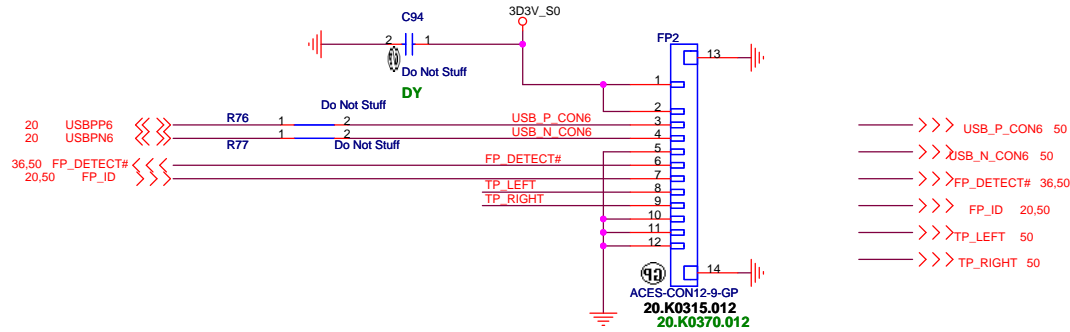 C94
3D3V_S0
2
1
Do Not Stuff
DY
FP2
13
1
2
20 USBPP6
R76
1
Do Not Stuff
2
USB_P_CON6
3
20 USBPN6
R77
1
Do Not Stuff
2
USB_N_CON6
4
5
36,50 FP_DETECT#
FP_DETECT#
6
20,50 FP_ID
7
TP_LEFT
8
TP_RIGHT
9
10
11
12
14
GP
ACES-CON12-9-GP
20.K0315.012
20.K0370.012
USB_P_CON6 50
USB_N_CON6 50
FP_DETECT# 36,50
FP_ID 20,50
TP_LEFT 50
TP_RIGHT 50